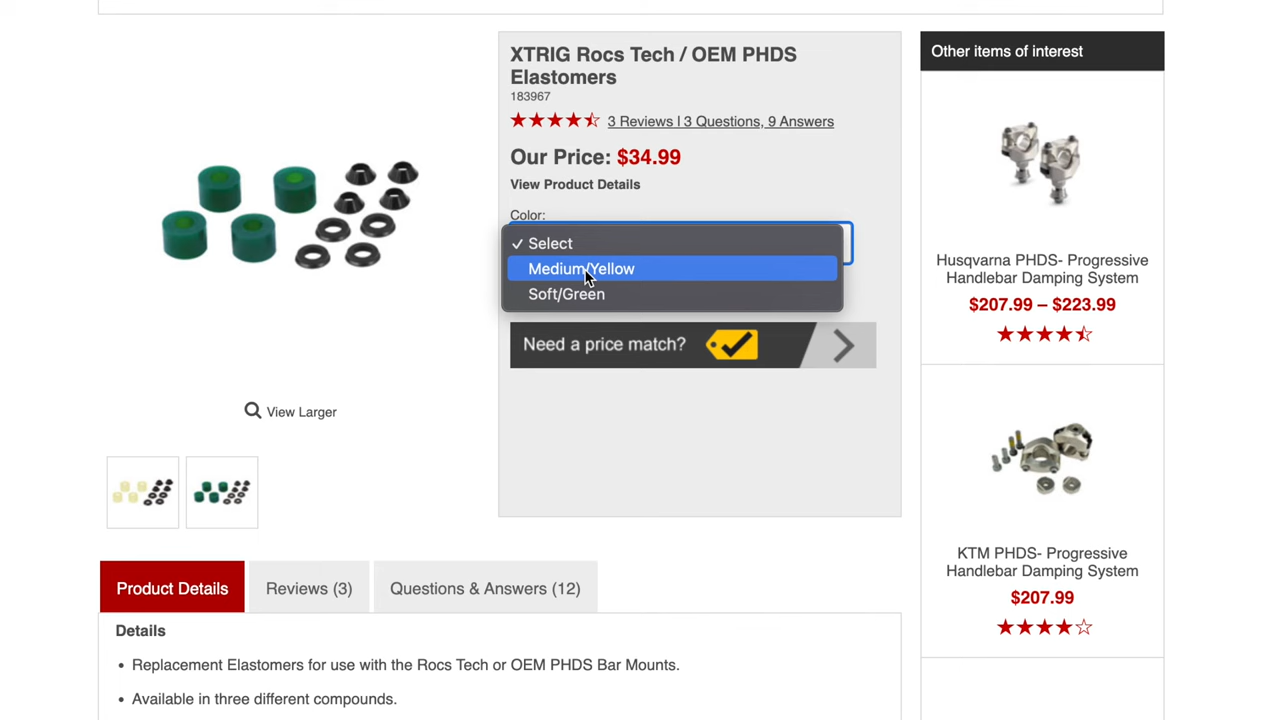 XTRIG Rocs Tech / OEM PHDS
Elastomers
183967
3 Reviews | 3 Questions, 9 Answers
Our Price: $34.99
View Product Details
Color:
✓ Select
Medium/Yellow
Soft/Green
Need a price match?
View Larger
Product Details
Reviews (3)
Questions & Answers (12)
Details
• Replacement Elastomers for use with the Rocs Tech or OEM PHDS Bar Mounts.
• Available in three different compounds.
Other items of interest
Husqvarna PHDS- Progressive
Handlebar Damping System
$207.99 – $223.99
KTM PHDS- Progressive
Handlebar Damping System
$207.99